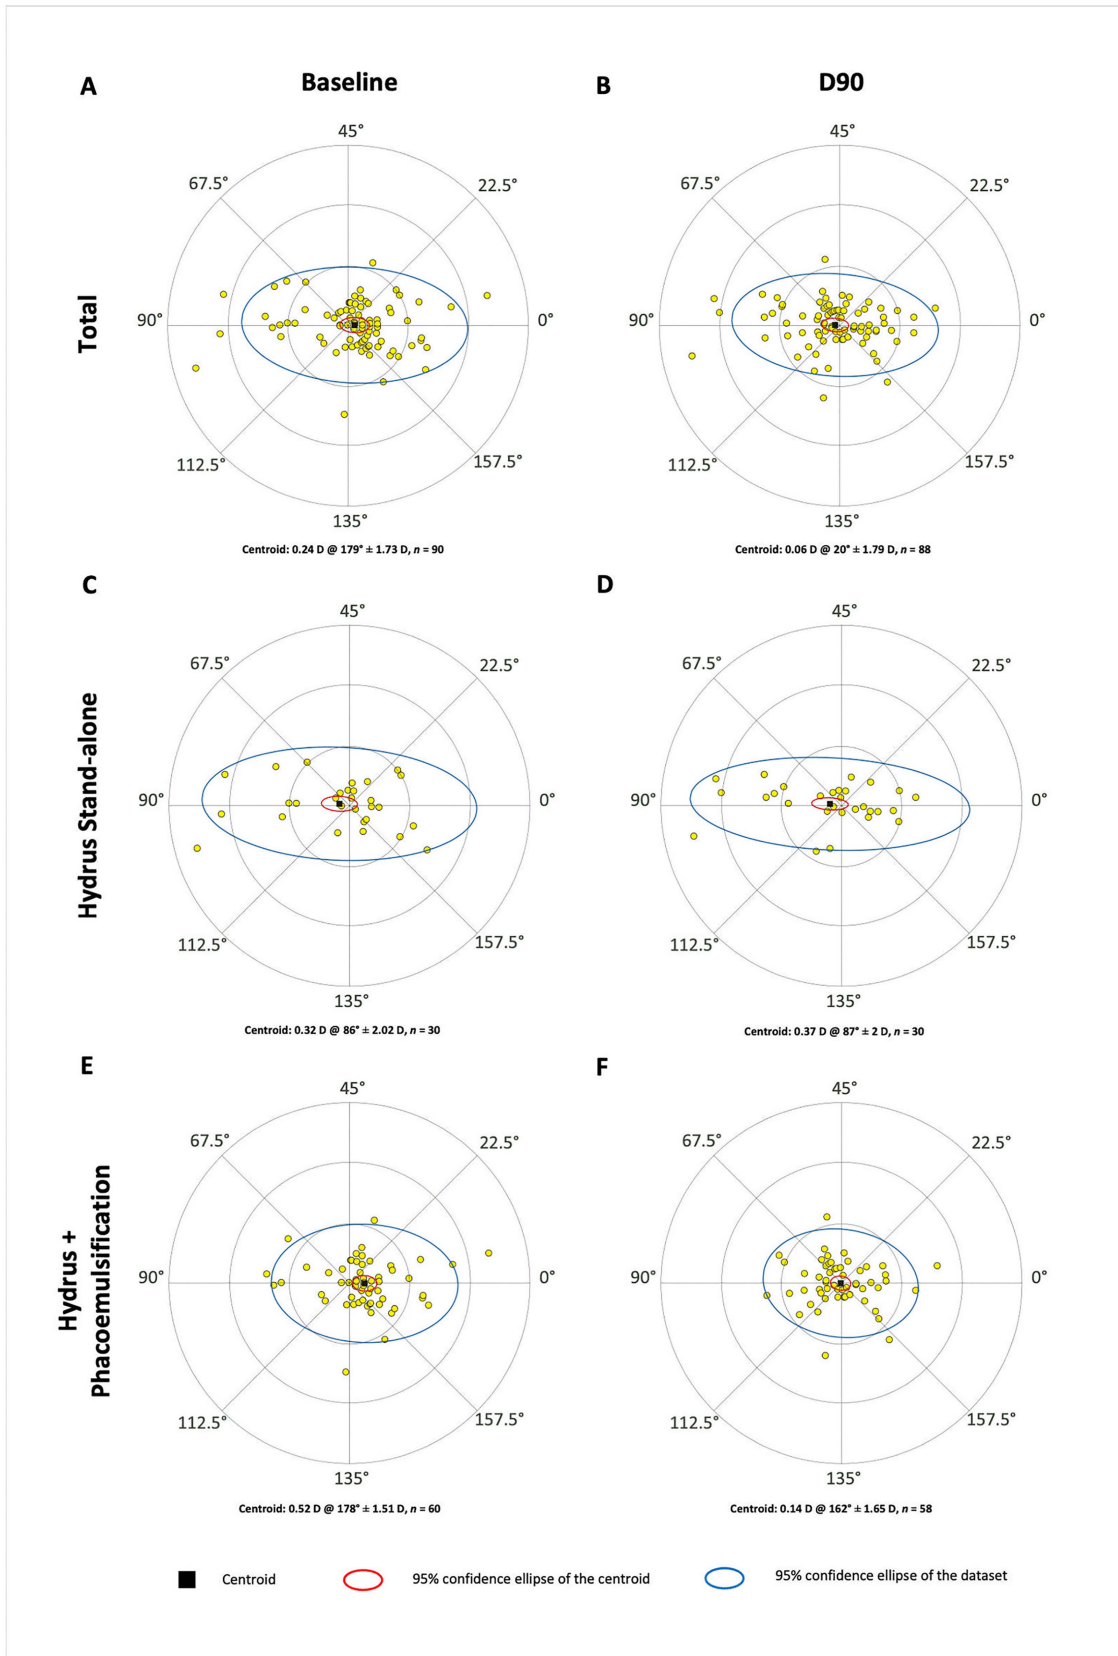 A
Baseline
B
D90
Total
45°
67.5°
22.5°
90°
0°
112.5°
157.5°
135°
Centroid: 0.24 D @ 179° ± 1.73 D, n = 90
45°
67.5°
22.5°
90°
0°
112.5°
157.5°
135°
Centroid: 0.06 D @ 20° ± 1.79 D, n = 88
C
D
Hydrus Stand-alone
45°
67.5°
22.5°
90°
0°
112.5°
157.5°
135°
Centroid: 0.32 D @ 86° ± 2.02 D, n = 30
45°
67.5°
22.5°
90°
0°
112.5°
157.5°
135°
Centroid: 0.37 D @ 87° ± 2 D, n = 30
E
F
Hydrus +
Phacoemulsification
45°
67.5°
22.5°
90°
0°
112.5°
157.5°
135°
Centroid: 0.52 D @ 178° ± 1.51 D, n = 60
45°
67.5°
22.5°
90°
0°
112.5°
157.5°
135°
Centroid: 0.14 D @ 162° ± 1.65 D, n = 58
Centroid
95% confidence ellipse of the centroid
95% confidence ellipse of the dataset